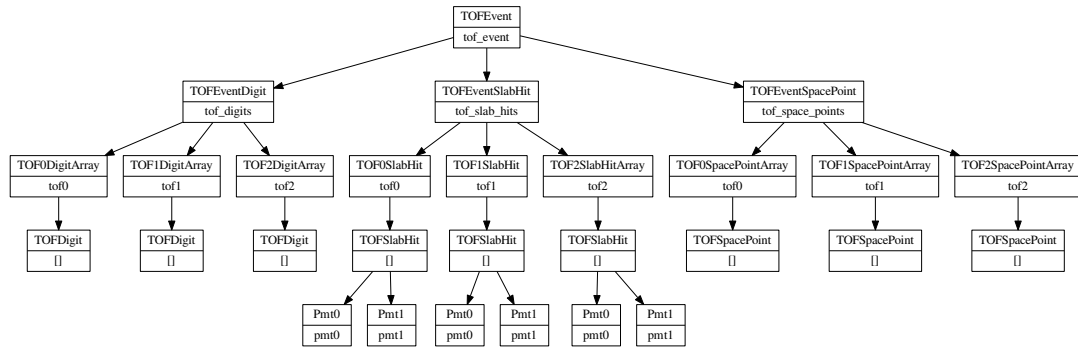 TOFEvent
tof_event
TOFEventDigit
tof_digits
TOFEventSlabHit
tof_slab_hits
TOFEventSpacePoint
tof_space_points
TOF0DigitArray
tof0
TOF1DigitArray
tof1
TOF2DigitArray
tof2
TOF0SlabHit
tof0
TOF1SlabHit
tof1
TOF2SlabHitArray
tof2
TOF0SpacePointArray
tof0
TOF1SpacePointArray
tof1
TOF2SpacePointArray
tof2
TOFDigit
[]
TOFDigit
[]
TOFDigit
[]
TOFSlabHit
[]
TOFSlabHit
[]
TOFSlabHit
[]
TOFSpacePoint
[]
TOFSpacePoint
[]
TOFSpacePoint
[]
Pmt0
pmt0
Pmt1
pmt1
Pmt0
pmt0
Pmt1
pmt1
Pmt0
pmt0
Pmt1
pmt1